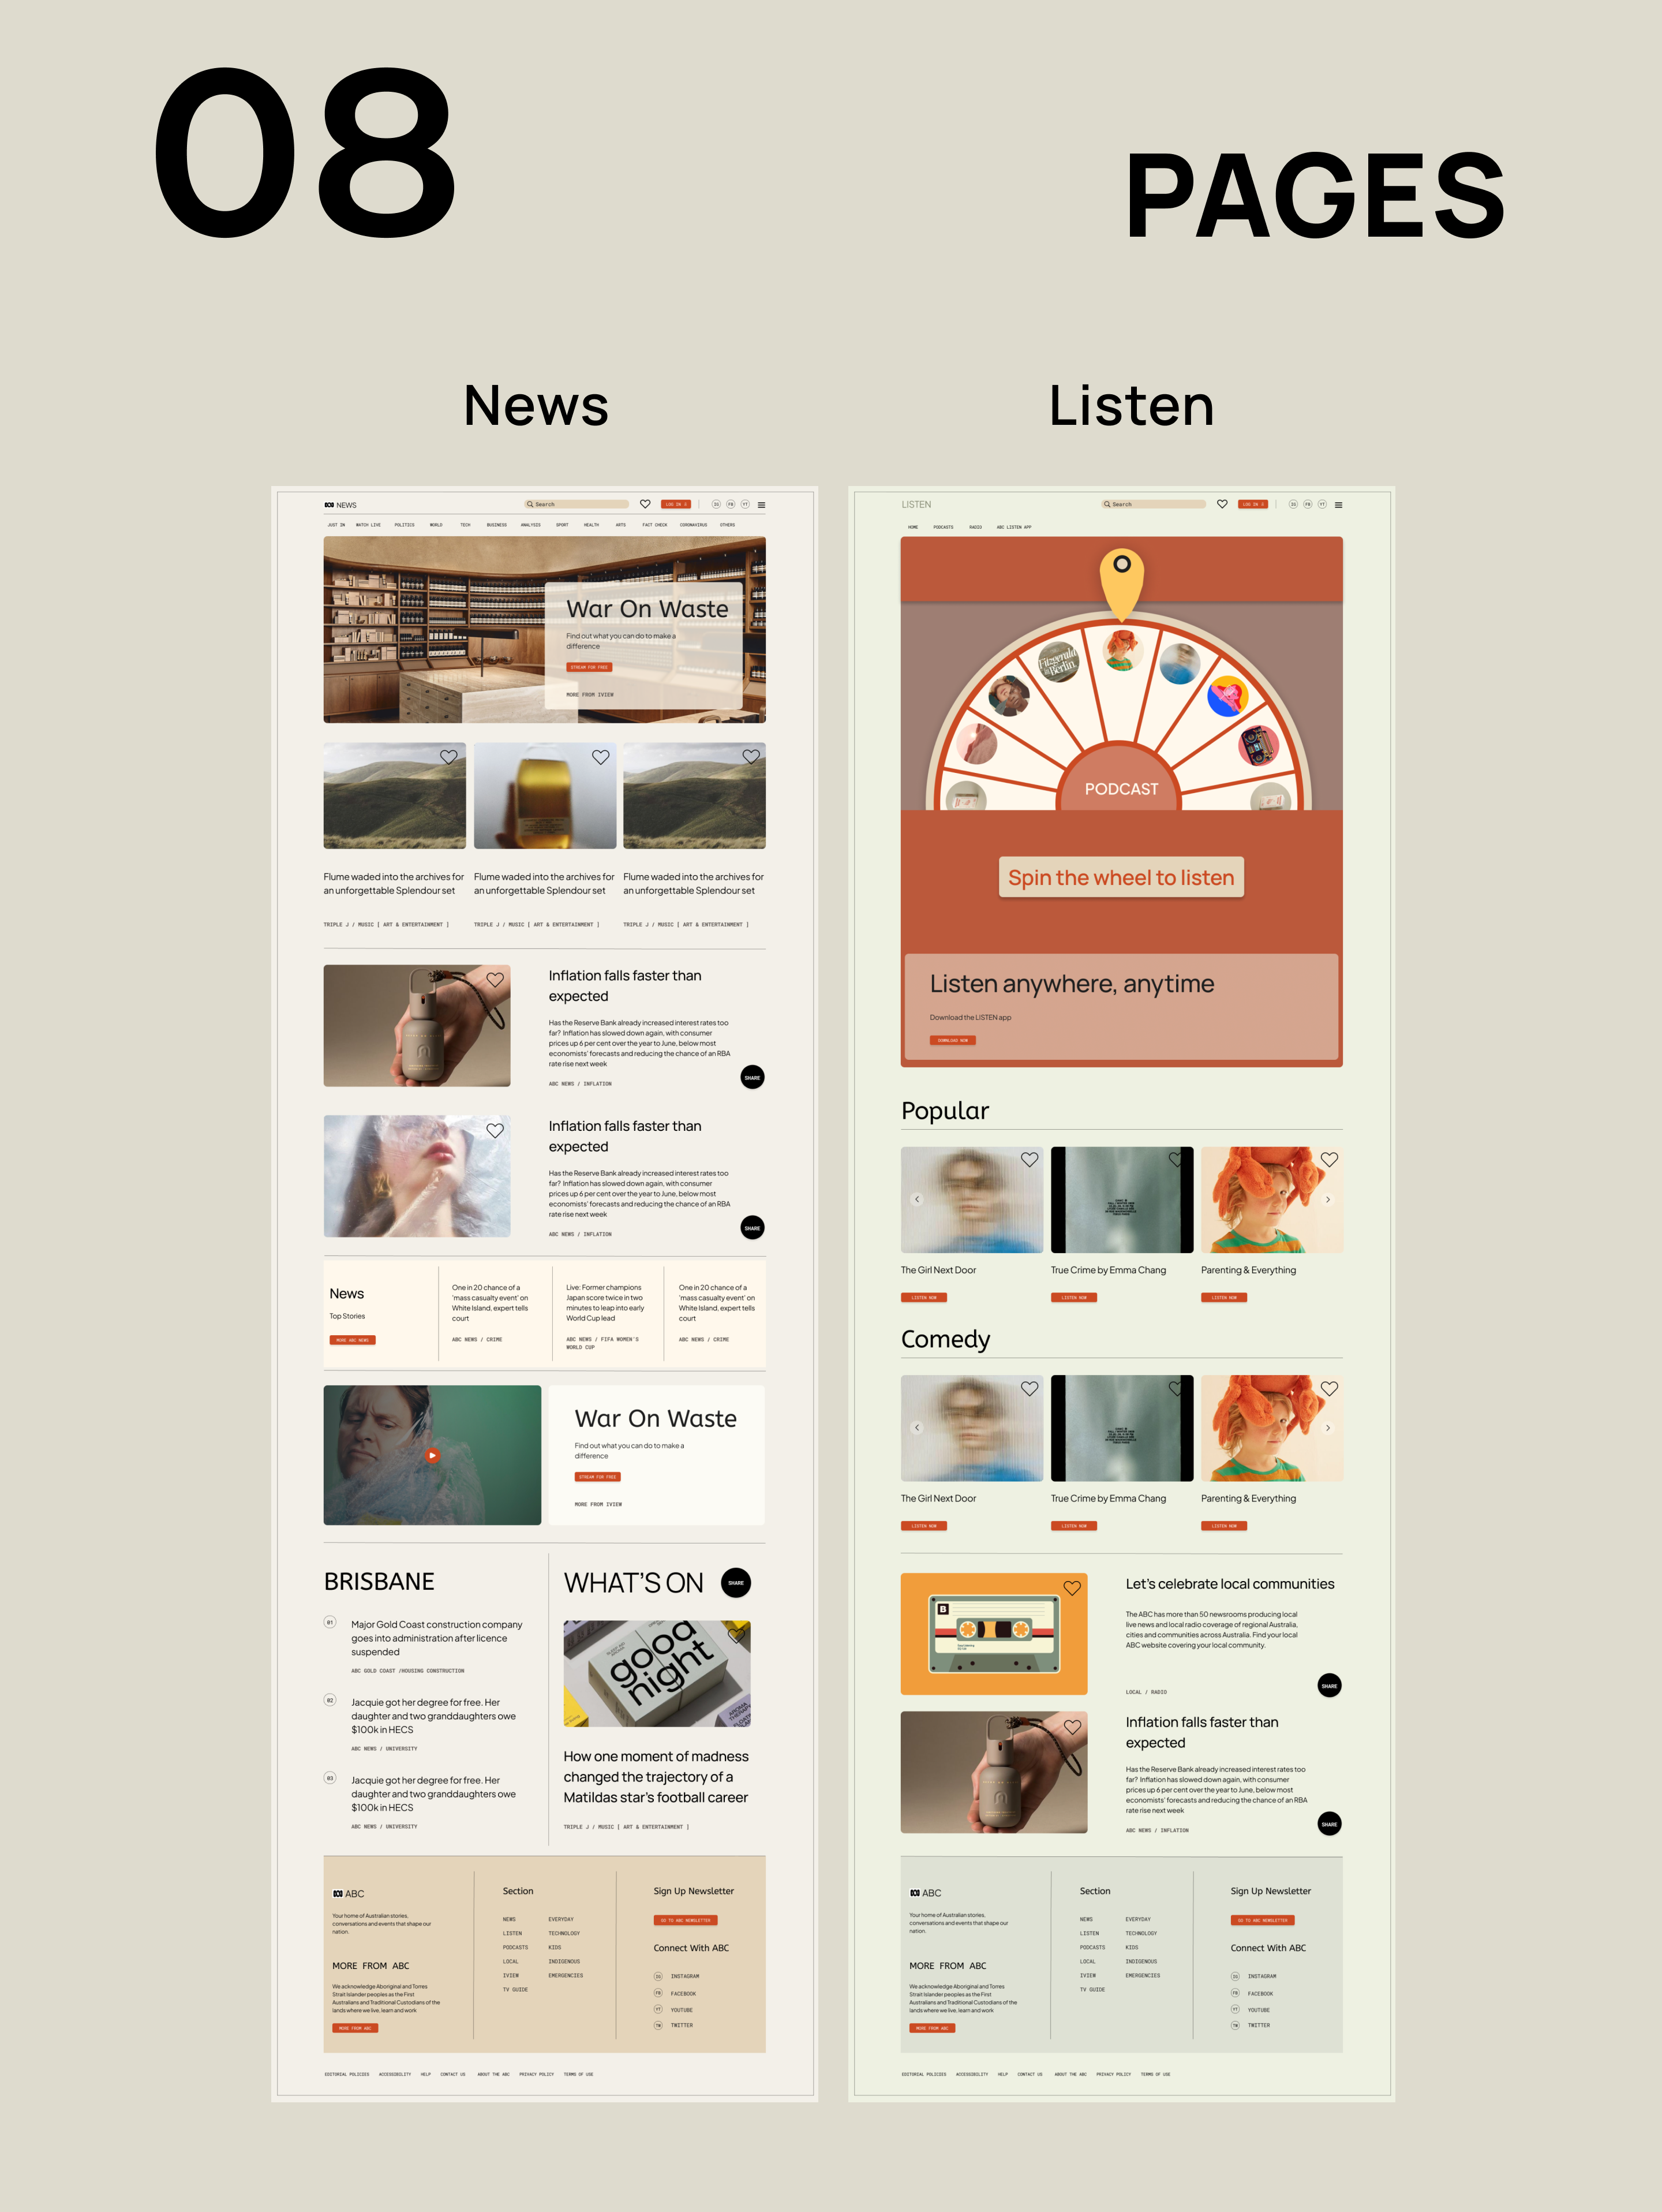 08
PAGES
News
Listen
NEWS
Search
LOG IN
IG
FB
YT
JUST IN WATCH LIVE POLITICS WORLD TECH BUSINESS ANALYSIS SPORT HEALTH ARTS FACT CHECK CORONAVIRUS OTHERS
War On Waste
Find out what you can do to make a
difference
STREAM FOR FREE
MORE FROM IVIEW
Flume waded into the archives for
an unforgettable Splendour set
TRIPLE J / MUSIC [ ART & ENTERTAINMENT ]
Flume waded into the archives for
an unforgettable Splendour set
TRIPLE J / MUSIC [ ART & ENTERTAINMENT ]
Flume waded into the archives for
an unforgettable Splendour set
TRIPLE J / MUSIC [ ART & ENTERTAINMENT ]
Inflation falls faster than
expected
Has the Reserve Bank already increased interest rates too
far? Inflation has slowed down again, with consumer
prices up 6 per cent over the year to June, below most
economists' forecasts and reducing the chance of an RBA
rate rise next week
ABC NEWS / INFLATION
SHARE
Inflation falls faster than
expected
Has the Reserve Bank already increased interest rates too
far? Inflation has slowed down again, with consumer
prices up 6 per cent over the year to June, below most
economists' forecasts and reducing the chance of an RBA
rate rise next week
ABC NEWS / INFLATION
SHARE
News
Top Stories
MORE ABC NEWS
One in 20 chance of a
'mass casualty event' on
White Island, expert tells
court
ABC NEWS / CRIME
Live: Former champions
Japan score twice in two
minutes to leap into early
World Cup lead
ABC NEWS / FIFA WOMEN'S
WORLD CUP
One in 20 chance of a
'mass casualty event' on
White Island, expert tells
court
ABC NEWS / CRIME
War On Waste
Find out what you can do to make a
difference
STREAM FOR FREE
MORE FROM IVIEW
BRISBANE
01
Major Gold Coast construction company
goes into administration after licence
suspended
ABC GOLD COAST /HOUSING CONSTRUCTION
02
Jacquie got her degree for free. Her
daughter and two granddaughters owe
$100k in HECS
ABC NEWS / UNIVERSITY
03
Jacquie got her degree for free. Her
daughter and two granddaughters owe
$100k in HECS
ABC NEWS / UNIVERSITY
WHAT'S ON
SHARE
good
night
How one moment of madness
changed the trajectory of a
Matildas star's football career
TRIPLE J / MUSIC [ ART & ENTERTAINMENT ]
ABC
Your home of Australian stories,
conversations and events that shape our
nation.
MORE FROM ABC
We acknowledge Aboriginal and Torres
Strait Islander peoples as the First
Australians and Traditional Custodians of the
lands where we live, learn and work
MORE FROM ABC
Section
NEWS EVERYDAY
LISTEN TECHNOLOGY
PODCASTS KIDS
LOCAL INDIGENOUS
IVIEW EMERGENCIES
TV GUIDE
Sign Up Newsletter
GO TO ABC NEWSLETTER
Connect With ABC
IG INSTAGRAM
FB FACEBOOK
YT YOUTUBE
TW TWITTER
EDITORIAL POLICIES ACCESSIBILITY HELP CONTACT US ABOUT THE ABC PRIVACY POLICY TERMS OF USE
LISTEN
Search
LOG IN
IG
FB
YT
HOME PODCASTS RADIO ABC LISTEN APP
Fitzgerald
in Berlin
PODCAST
Spin the wheel to listen
Listen anywhere, anytime
Download the LISTEN app
DOWNLOAD NOW
Popular
The Girl Next Door
LISTEN NOW
True Crime by Emma Chang
LISTEN NOW
Parenting & Everything
LISTEN NOW
Comedy
The Girl Next Door
LISTEN NOW
True Crime by Emma Chang
LISTEN NOW
Parenting & Everything
LISTEN NOW
B
Let's celebrate local communities
The ABC has more than 50 newsrooms producing local
live news and local radio coverage of regional Australia,
cities and communities across Australia. Find your local
ABC website covering your local community.
LOCAL / RADIO
SHARE
Inflation falls faster than
expected
Has the Reserve Bank already increased interest rates too
far? Inflation has slowed down again, with consumer
prices up 6 per cent over the year to June, below most
economists' forecasts and reducing the chance of an RBA
rate rise next week
ABC NEWS / INFLATION
SHARE
ABC
Your home of Australian stories,
conversations and events that shape our
nation.
MORE FROM ABC
We acknowledge Aboriginal and Torres
Strait Islander peoples as the First
Australians and Traditional Custodians of the
lands where we live, learn and work
MORE FROM ABC
Section
NEWS EVERYDAY
LISTEN TECHNOLOGY
PODCASTS KIDS
LOCAL INDIGENOUS
IVIEW EMERGENCIES
TV GUIDE
Sign Up Newsletter
GO TO ABC NEWSLETTER
Connect With ABC
IG INSTAGRAM
FB FACEBOOK
YT YOUTUBE
TW TWITTER
EDITORIAL POLICIES ACCESSIBILITY HELP CONTACT US ABOUT THE ABC PRIVACY POLICY TERMS OF USE